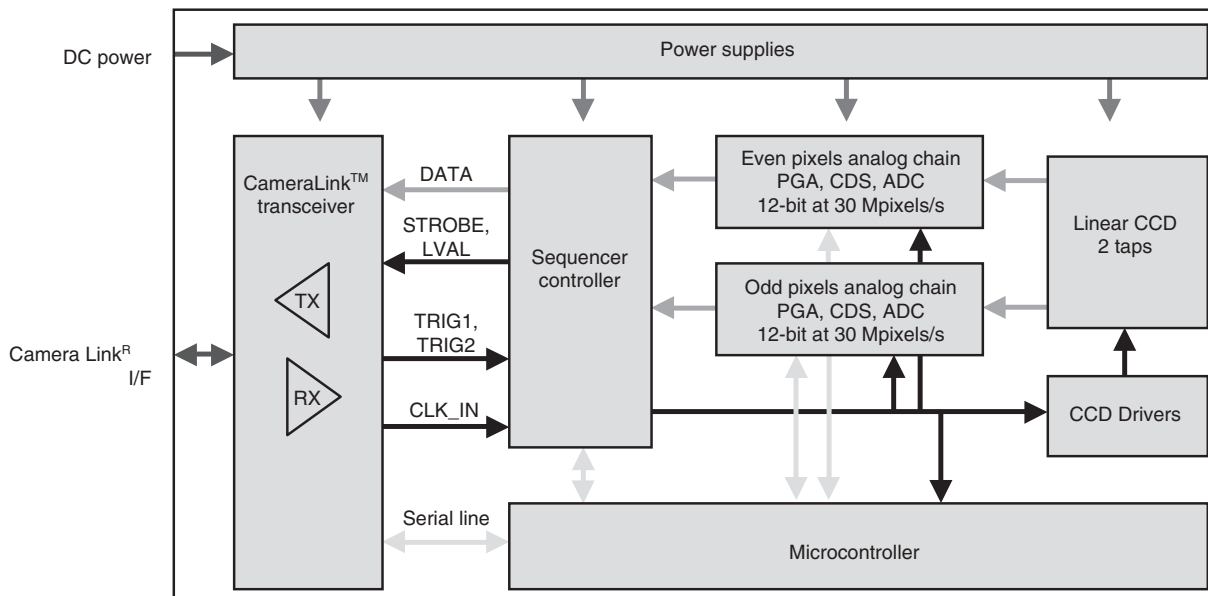 DC power
Power supplies
CameraLink™
transceiver
TX
RX
Camera Linkᴿ
I/F
DATA
STROBE,
LVAL
TRIG1,
TRIG2
CLK_IN
Serial line
Sequencer
controller
Even pixels analog chain
PGA, CDS, ADC
12-bit at 30 Mpixels/s
Odd pixels analog chain
PGA, CDS, ADC
12-bit at 30 Mpixels/s
Linear CCD
2 taps
CCD Drivers
Microcontroller